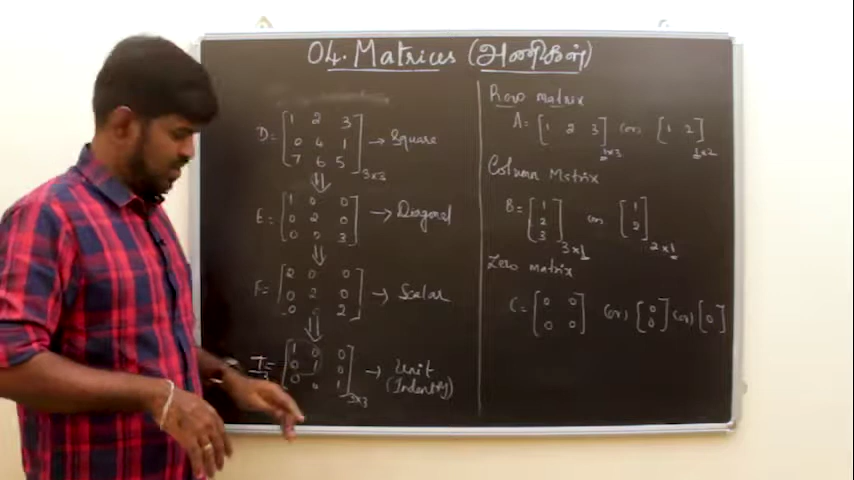 04. Matrices (அணிகள்)
D = [ 1 2 3
0 4 1
7 6 5 ] 3x3 → Square
E = [ 1 0 0
0 2 0
0 0 3 ] → Diagonal
F = [ 2 0 0
0 2 0
0 0 2 ] → Scalar
I = [ 1 0 0
0 1 0
0 0 1 ] 3x3 → Unit
(Indentry)
Row matrix
A = [ 1 2 3 ] 3x3 (or) [ 1 2 ] 1x2
Column Matrix
B = [ 1
2
3 ] 3x1 (or) [ 1
2 ] 2x1
Zero matrix
C = [ 0 0
0 0 ] (or) [ 0
0 ] (or) [ 0 ]